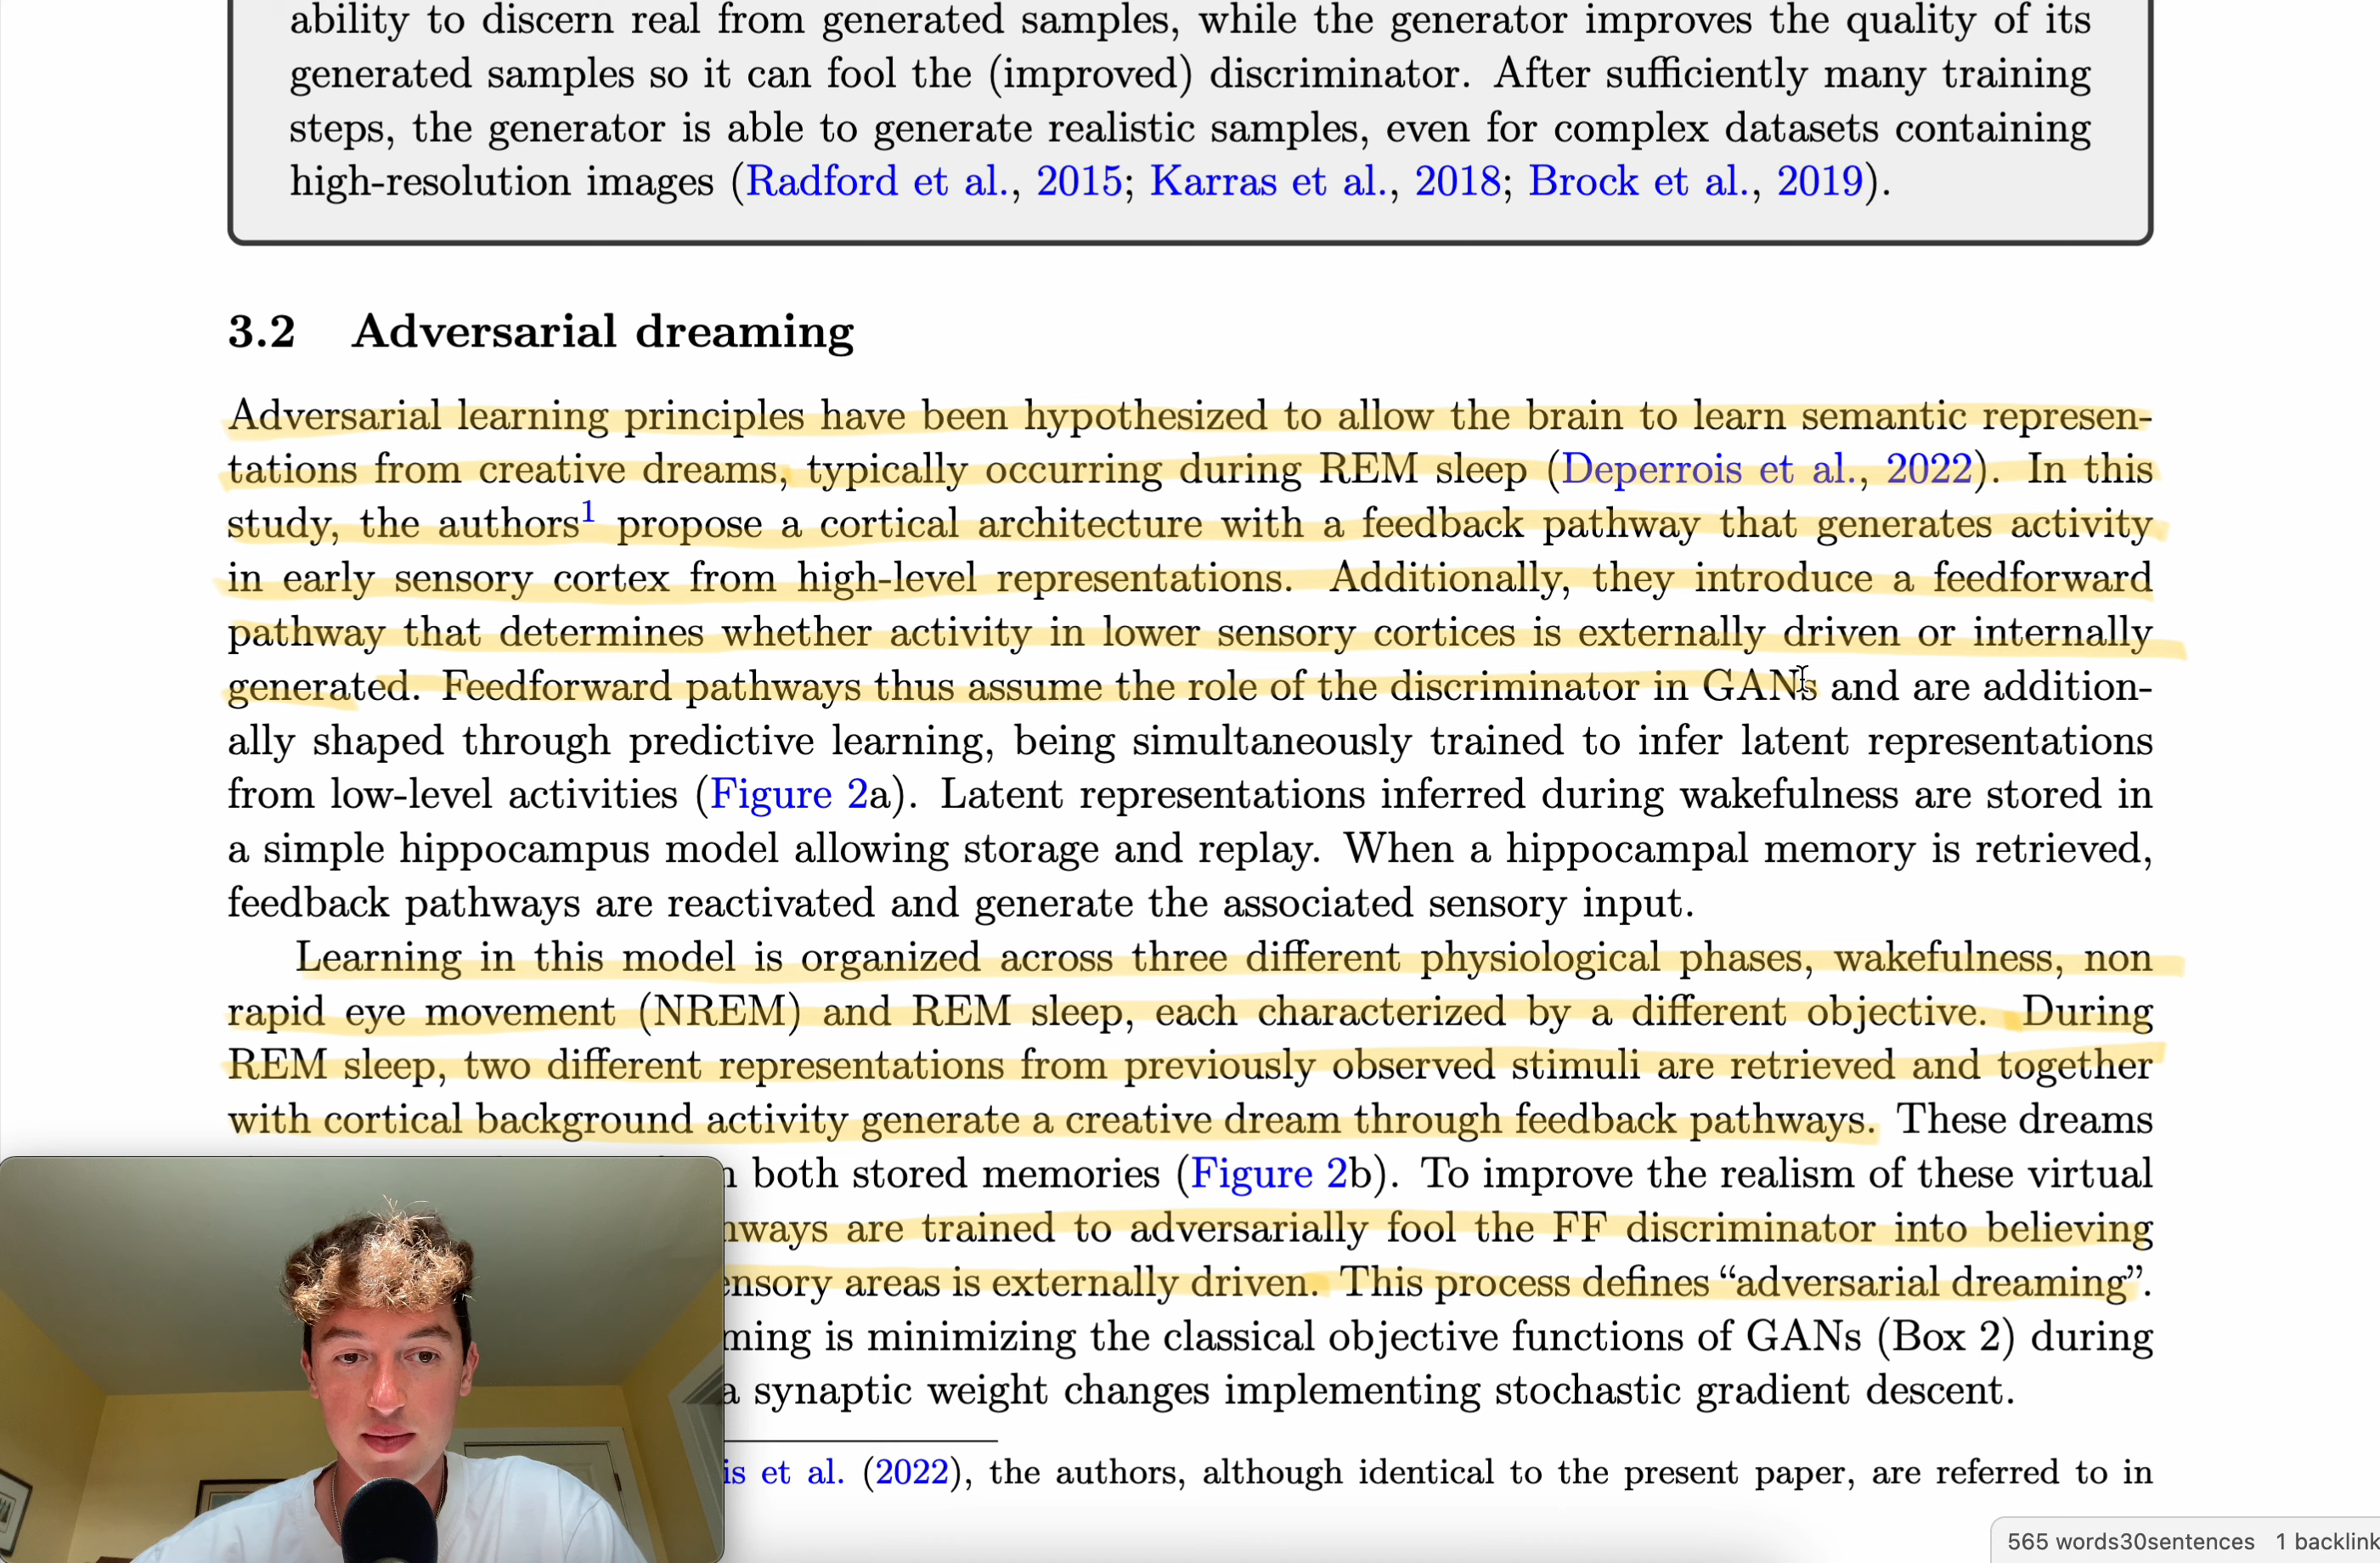 ability to discern real from generated samples, while the generator improves the quality of its
generated samples so it can fool the (improved) discriminator. After sufficiently many training
steps, the generator is able to generate realistic samples, even for complex datasets containing
high-resolution images (Radford et al., 2015; Karras et al., 2018; Brock et al., 2019).
3.2 Adversarial dreaming
Adversarial learning principles have been hypothesized to allow the brain to learn semantic represen-
tations from creative dreams, typically occurring during REM sleep (Deperrois et al., 2022). In this
study, the authors1 propose a cortical architecture with a feedback pathway that generates activity
in early sensory cortex from high-level representations. Additionally, they introduce a feedforward
pathway that determines whether activity in lower sensory cortices is externally driven or internally
generated. Feedforward pathways thus assume the role of the discriminator in GANs and are addition-
ally shaped through predictive learning, being simultaneously trained to infer latent representations
from low-level activities (Figure 2a). Latent representations inferred during wakefulness are stored in
a simple hippocampus model allowing storage and replay. When a hippocampal memory is retrieved,
feedback pathways are reactivated and generate the associated sensory input.
Learning in this model is organized across three different physiological phases, wakefulness, non
rapid eye movement (NREM) and REM sleep, each characterized by a different objective. During
REM sleep, two different representations from previously observed stimuli are retrieved and together
with cortical background activity generate a creative dream through feedback pathways. These dreams
both stored memories (Figure 2b). To improve the realism of these virtual
are trained to adversarially fool the FF discriminator into believing
areas is externally driven. This process defines “adversarial dreaming”.
is minimizing the classical objective functions of GANs (Box 2) during
synaptic weight changes implementing stochastic gradient descent.
et al. (2022), the authors, although identical to the present paper, are referred to in
565 words30sentences 1 backlink